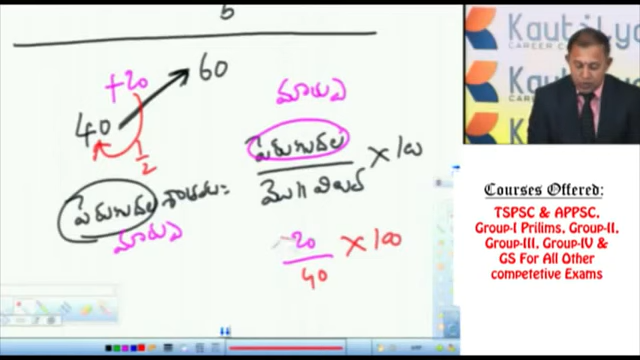 Kautilya
CAREER
+20
60
40
1/2
మారుపు
పెరుగుదల
పెరుగుదల శాతము =
మొ॥ విలువ
× 100
మారుపు
20
40
× 100
Courses Offered:
TSPSC & APPSC,
Group-I Prilims, Group-II,
Group-III, Group-IV &
GS For All Other
competetive Exams